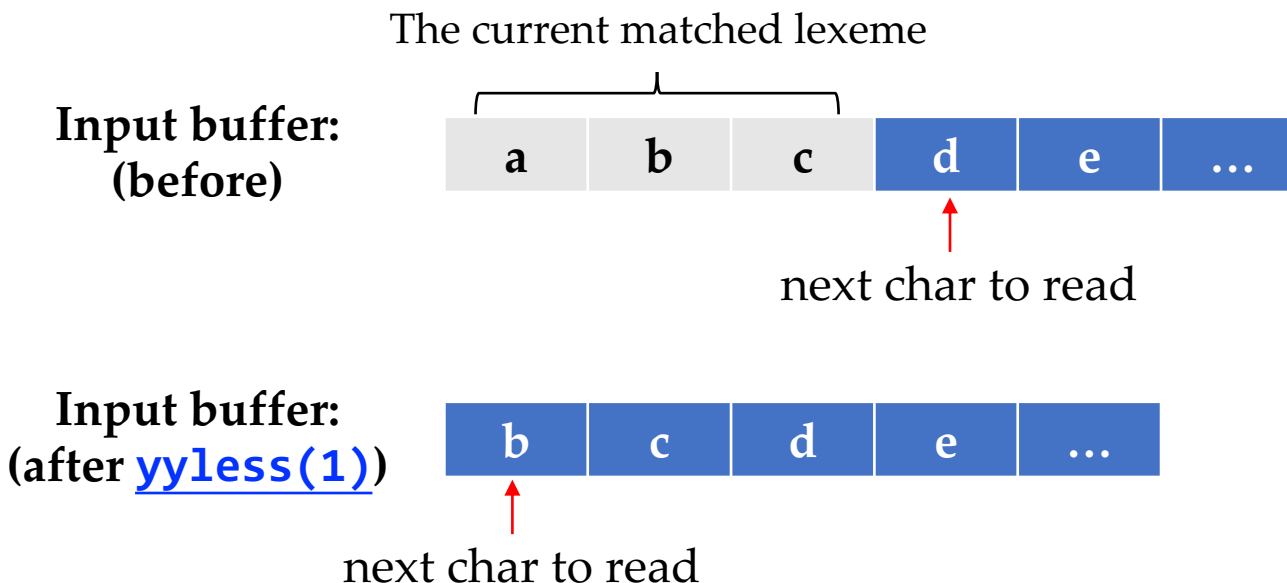 The current matched lexeme
Input buffer:
(before)
a b c d e …
next char to read
Input buffer:
(after yyless(1))
b c d e …
next char to read